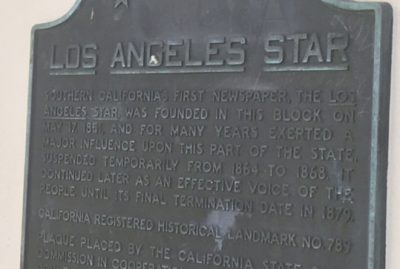 LOS ANGELES STAR
SOUTHERN CALIFORNIA'S FIRST NEWSPAPER, THE LOS
ANGELES STAR, WAS FOUNDED IN THIS BLOCK ON
MAY 17, 1851, AND FOR MANY YEARS EXERTED A
MAJOR INFLUENCE UPON THIS PART OF THE STATE.
SUSPENDED TEMPORARILY FROM 1864 TO 1868, IT
CONTINUED LATER AS AN EFFECTIVE VOICE OF THE
PEOPLE UNTIL ITS FINAL TERMINATION DATE IN 1879.
CALIFORNIA REGISTERED HISTORICAL LANDMARK NO. 789
PLAQUE PLACED BY THE CALIFORNIA STATE
COMMISSION IN COOPERATION